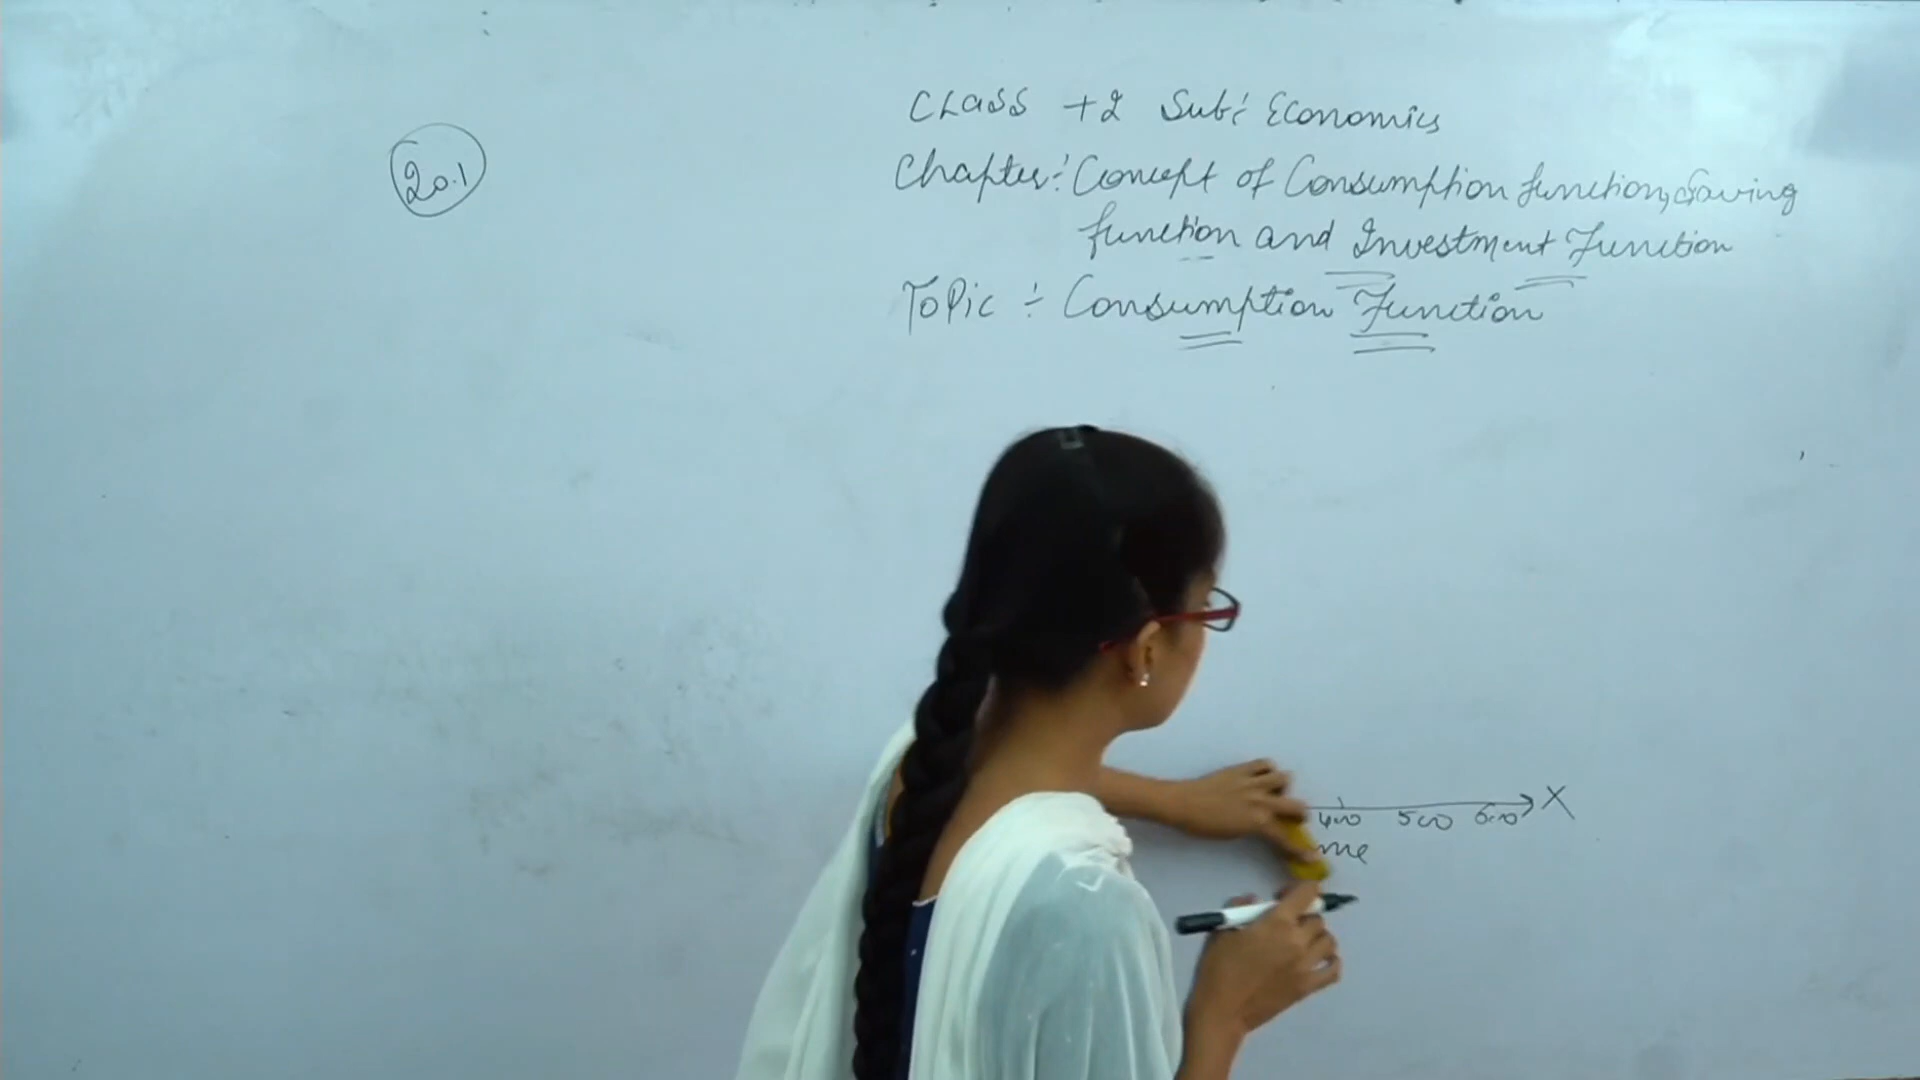 20.1
Class +2 Sub: Economics
Chapter: Concept of Consumption function, Saving
function and Investment Function
Topic ÷ Consumption Function
X
400 500 600
me